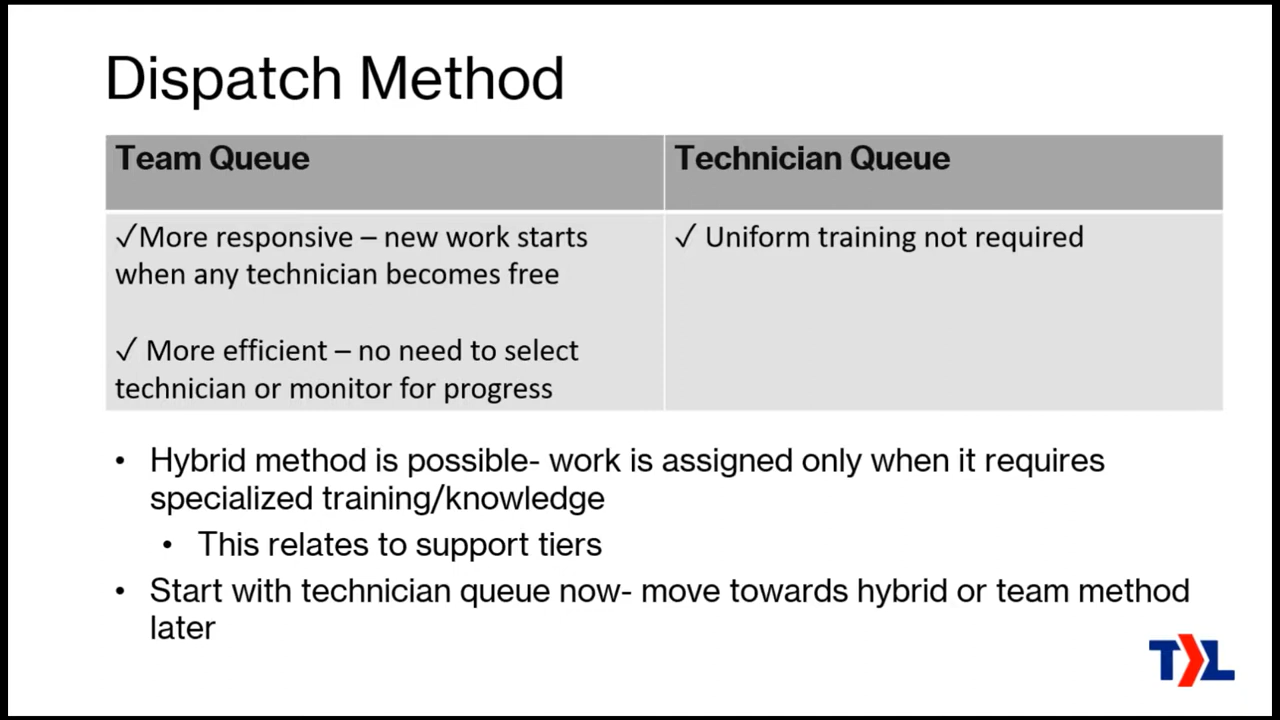 Dispatch Method
Team Queue
Technician Queue
✓More responsive – new work starts
when any technician becomes free
✓ More efficient – no need to select
technician or monitor for progress
✓ Uniform training not required
• Hybrid method is possible- work is assigned only when it requires
specialized training/knowledge
• This relates to support tiers
• Start with technician queue now- move towards hybrid or team method
later